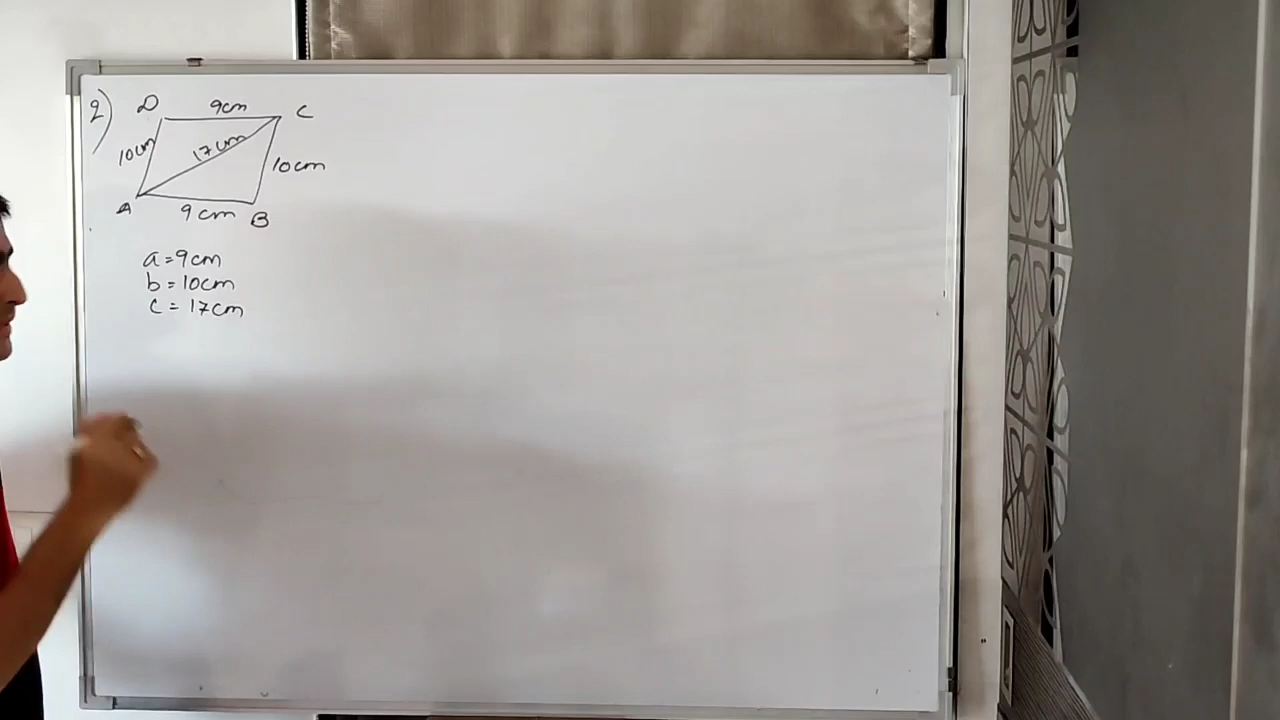 2)
D 9cm C
10cm 17cm 10cm
A 9cm B
a=9cm
b=10cm
c=17cm